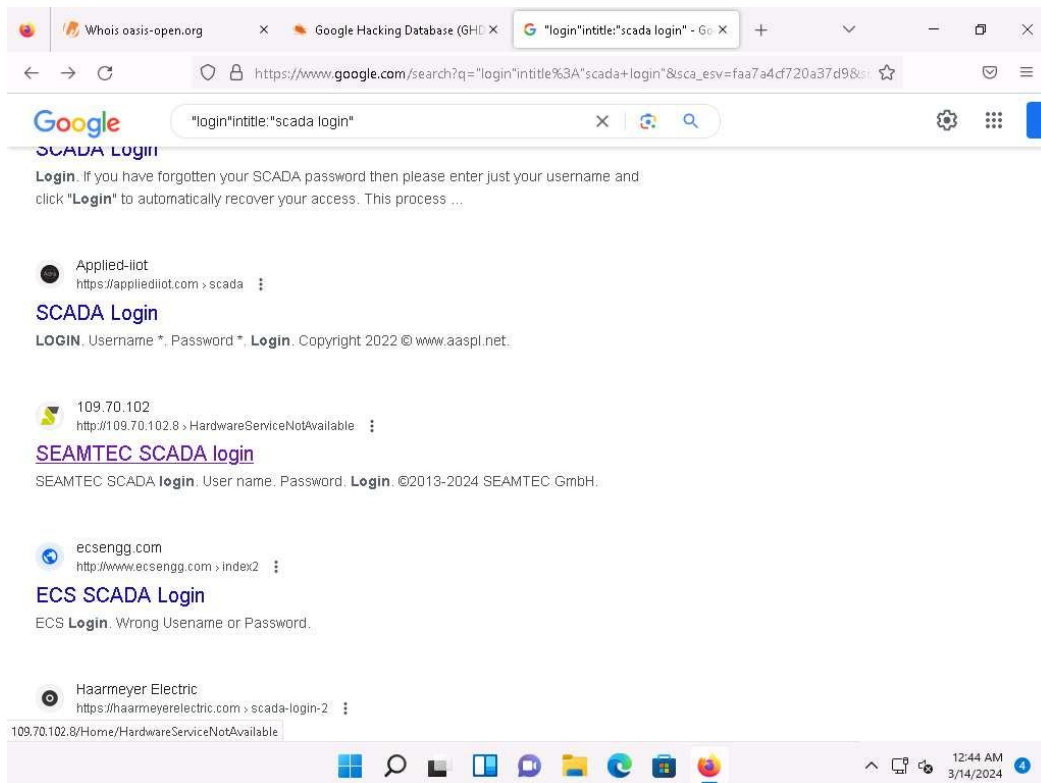 Whois oasis-open.org
Google Hacking Database (GHD
"login"intitle:"scada login" - Go
https://www.google.com/search?q="login"intitle%3A"scada+login"&sca_esv=faa7a4cf720a37d98
Google
"login"intitle:"scada login"
SCADA Login
Login. If you have forgotten your SCADA password then please enter just your username and
click "Login" to automatically recover your access. This process ...
Applied-iiot
https://appliediiot.com › scada
SCADA Login
LOGIN. Username *. Password *. Login. Copyright 2022 © www.aaspl.net.
109.70.102
http://109.70.102.8 › HardwareServiceNotAvailable
SEAMTEC SCADA login
SEAMTEC SCADA login. User name. Password. Login. ©2013-2024 SEAMTEC GmbH.
ecsengg.com
http://www.ecsengg.com › index2
ECS SCADA Login
ECS Login. Wrong Usename or Password.
Haarmeyer Electric
https://haarmeyerelectric.com › scada-login-2
109.70.102.8/Home/HardwareServiceNotAvailable
12:44 AM
3/14/2024
4